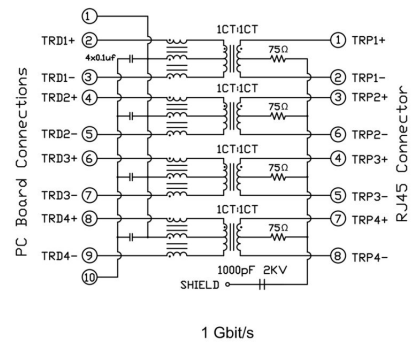 1
1CT:1CT
TRD1+ 2 1 TRP1+
4x0.1uf 75Ω
TRD1- 3 2 TRP1-
TRD2+ 4 1CT:1CT 3 TRP2+
75Ω
TRD2- 5 6 TRP2-
1CT:1CT
TRD3+ 6 4 TRP3+
75Ω
TRD3- 7 5 TRP3-
1CT:1CT
TRD4+ 8 7 TRP4+
75Ω
TRD4- 9 8 TRP4-
10 1000pF 2KV
SHIELD
PC Board Connections
RJ45 Connector
1 Gbit/s